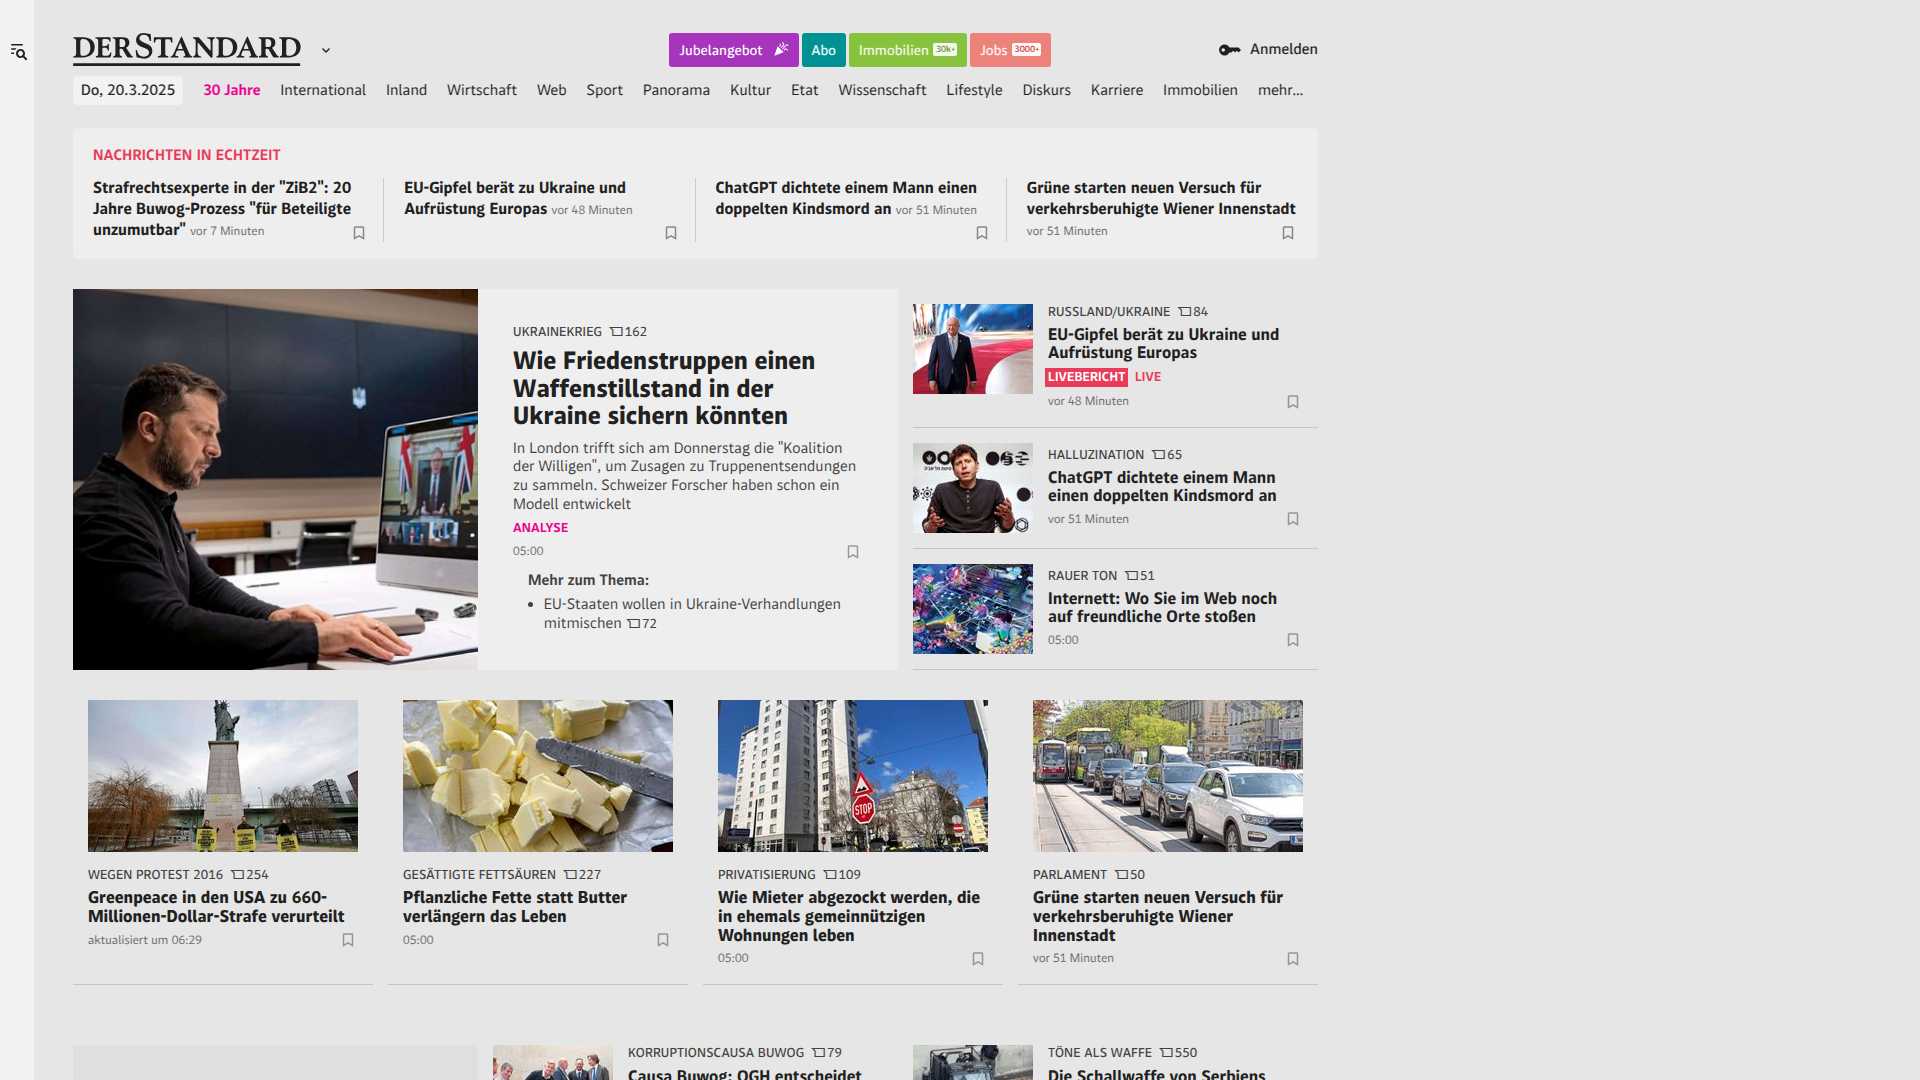 DERSTANDARD
Jubelangebot
Abo
Immobilien 30k+
Jobs 3000+
Anmelden
Do, 20.3.2025
30 Jahre
International
Inland
Wirtschaft
Web
Sport
Panorama
Kultur
Etat
Wissenschaft
Lifestyle
Diskurs
Karriere
Immobilien
mehr...
NACHRICHTEN IN ECHTZEIT
Strafrechtsexperte in der "ZiB2": 20
Jahre Buwog-Prozess "für Beteiligte
unzumutbar" vor 7 Minuten
EU-Gipfel berät zu Ukraine und
Aufrüstung Europas vor 48 Minuten
ChatGPT dichtete einem Mann einen
doppelten Kindsmord an vor 51 Minuten
Grüne starten neuen Versuch für
verkehrsberuhigte Wiener Innenstadt
vor 51 Minuten
UKRAINEKRIEG 162
Wie Friedenstruppen einen
Waffenstillstand in der
Ukraine sichern könnten
In London trifft sich am Donnerstag die "Koalition
der Willigen", um Zusagen zu Truppenentsendungen
zu sammeln. Schweizer Forscher haben schon ein
Modell entwickelt
ANALYSE
05:00
Mehr zum Thema:
• EU-Staaten wollen in Ukraine-Verhandlungen
mitmischen 72
RUSSLAND/UKRAINE 84
EU-Gipfel berät zu Ukraine und
Aufrüstung Europas
LIVEBERICHT LIVE
vor 48 Minuten
HALLUZINATION 65
ChatGPT dichtete einem Mann
einen doppelten Kindsmord an
vor 51 Minuten
RAUER TON 51
Internett: Wo Sie im Web noch
auf freundliche Orte stoßen
05:00
WEGEN PROTEST 2016 254
Greenpeace in den USA zu 660-
Millionen-Dollar-Strafe verurteilt
aktualisiert um 06:29
GESÄTTIGTE FETTSÄUREN 227
Pflanzliche Fette statt Butter
verlängern das Leben
05:00
STOP
PRIVATISIERUNG 109
Wie Mieter abgezockt werden, die
in ehemals gemeinnützigen
Wohnungen leben
05:00
PARLAMENT 50
Grüne starten neuen Versuch für
verkehrsberuhigte Wiener
Innenstadt
vor 51 Minuten
KORRUPTIONSCAUSA BUWOG 79
Causa Buwog: OGH entscheidet
TÖNE ALS WAFFE 550
Die Schallwaffe von Serbiens